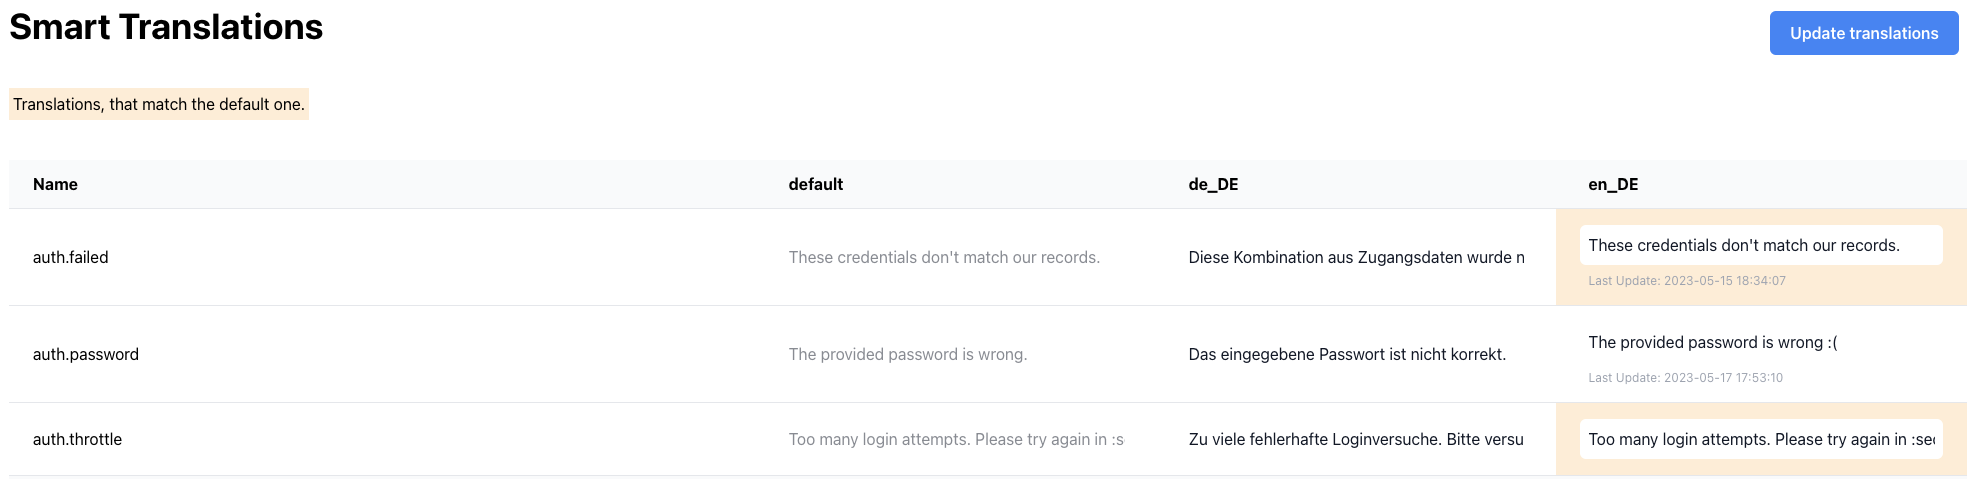 Smart Translations
Update translations
Translations, that match the default one.
Name default de_DE en_DE
auth.failed These credentials don't match our records. Diese Kombination aus Zugangsdaten wurde n These credentials don't match our records.
Last Update: 2023-05-15 18:34:07
auth.password The provided password is wrong. Das eingegebene Passwort ist nicht korrekt. The provided password is wrong :(
Last Update: 2023-05-17 17:53:10
auth.throttle Too many login attempts. Please try again in :s Zu viele fehlerhafte Loginversuche. Bitte versu Too many login attempts. Please try again in :sec